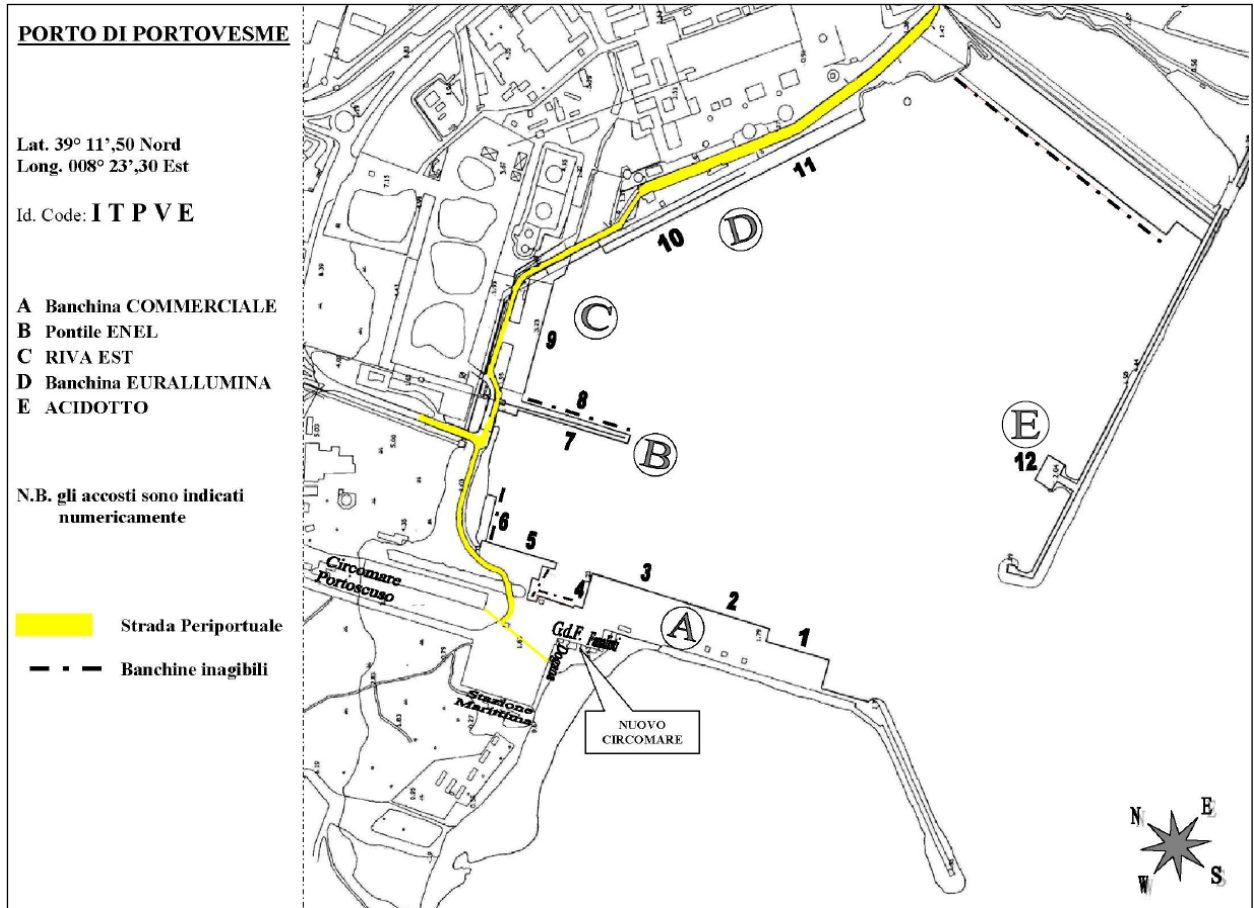 PORTO DI PORTOVESME
Lat. 39° 11',50 Nord
Long. 008° 23',30 Est
Id. Code: I T P V E
A Banchina COMMERCIALE
B Pontile ENEL
C RIVA EST
D Banchina EURALLUMINA
E ACIDOTTO
N.B. gli accosti sono indicati
numericamente
Strada Periportuale
Banchine inagibili
11
10
D
C
9
8
7
B
E
12
6
5
4
3
2
1
A
Circomare
Portoscuso
G.d.F.
Dogana
Stazione
Marittima
NUOVO
CIRCOMARE
N
E
W
S